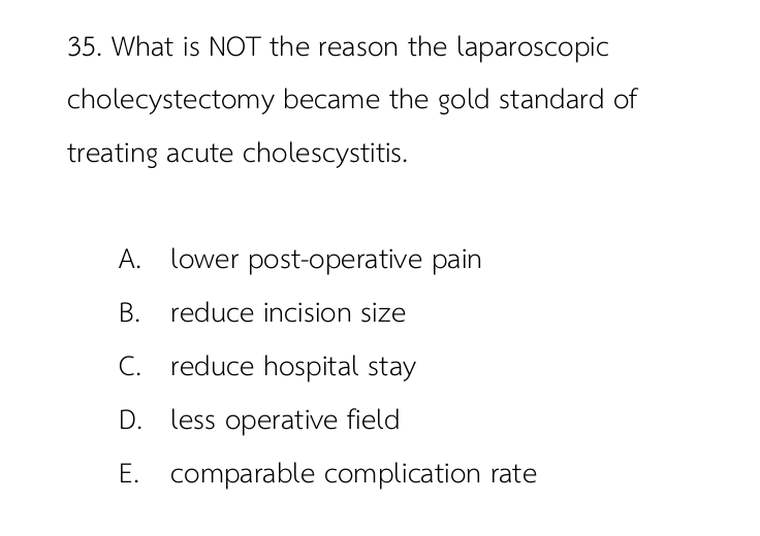 35. What is NOT the reason the laparoscopic
cholecystectomy became the gold standard of
treating acute cholescystitis.
A. lower post-operative pain
B. reduce incision size
C. reduce hospital stay
D. less operative field
E. comparable complication rate